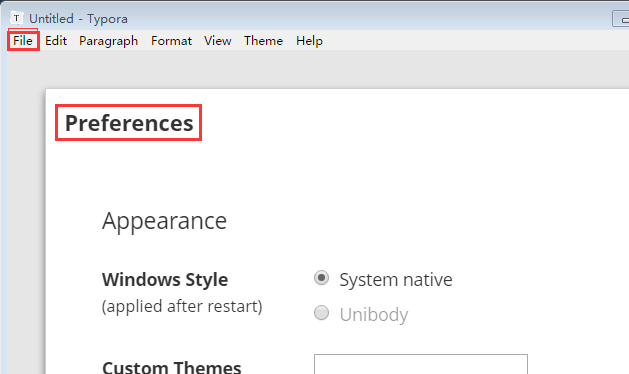 T Untitled - Typora
File Edit Paragraph Format View Theme Help
Preferences
Appearance
Windows Style
System native
(applied after restart)
Unibody
Custom Themes